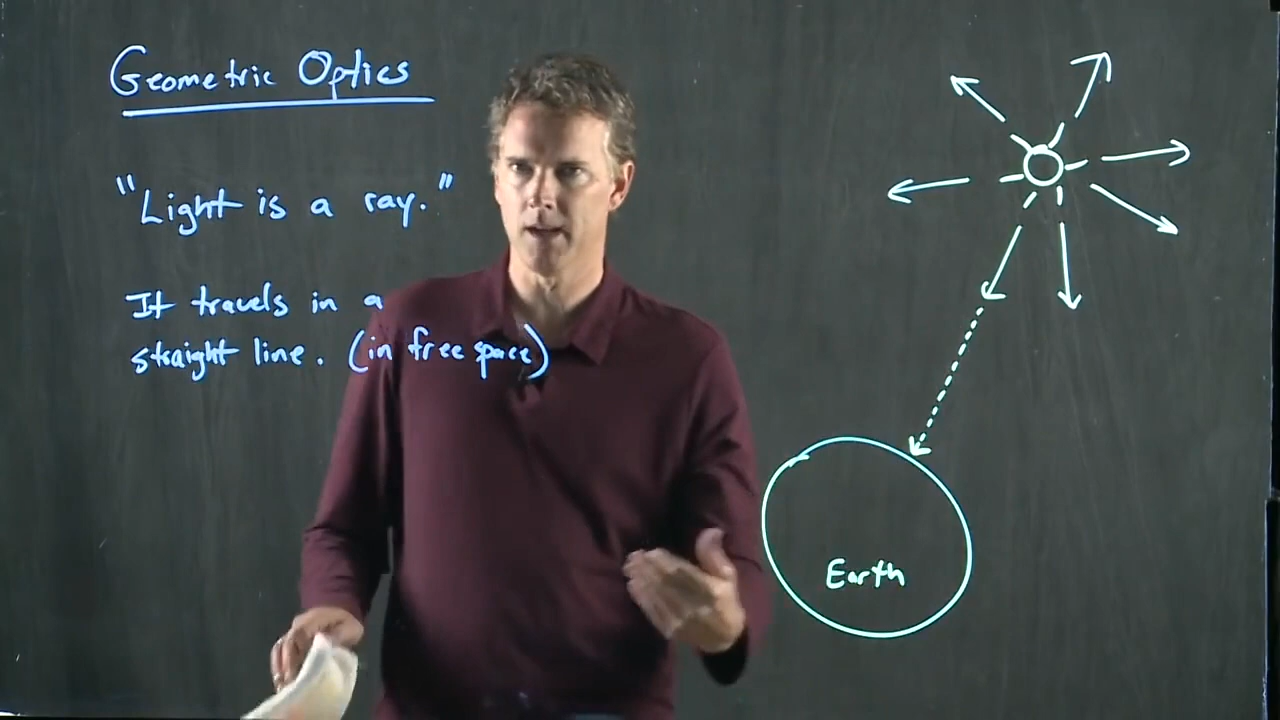 Geometric Optics
"Light is a ray."
It travels in a
straight line. (in free space)
Earth